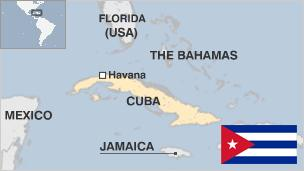 FLORIDA
(USA)
THE BAHAMAS
Havana
CUBA
MEXICO
JAMAICA